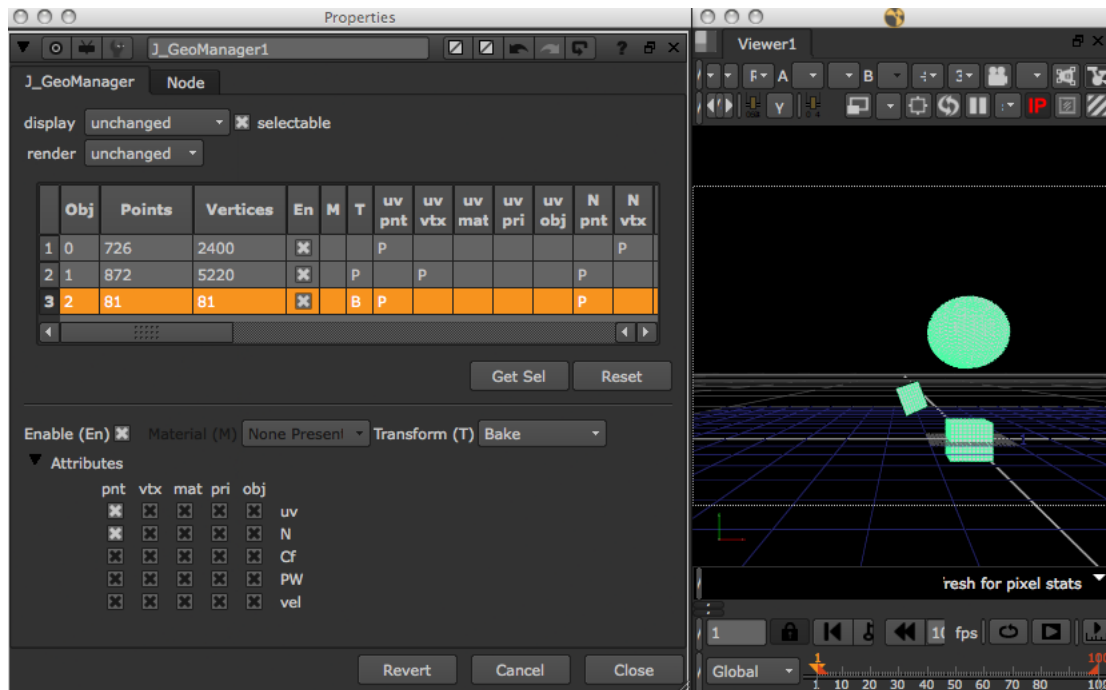 Properties
J_GeoManager1
?
J_GeoManager Node
display unchanged selectable
render unchanged
Obj Points Vertices En M T uv pnt uv vtx uv mat uv pri uv obj N pnt N vtx
1 0 726 2400 P P
2 1 872 5220 P P P
3 2 81 81 B P P
Get Sel Reset
Enable (En) Material (M) None Present Transform (T) Bake
Attributes
pnt vtx mat pri obj
uv
N
Cf
PW
vel
Revert Cancel Close
Viewer1
A B
Y IP
for pixel stats
1 fps
Global
1 100
1 10 20 30 40 50 60 70 80 100